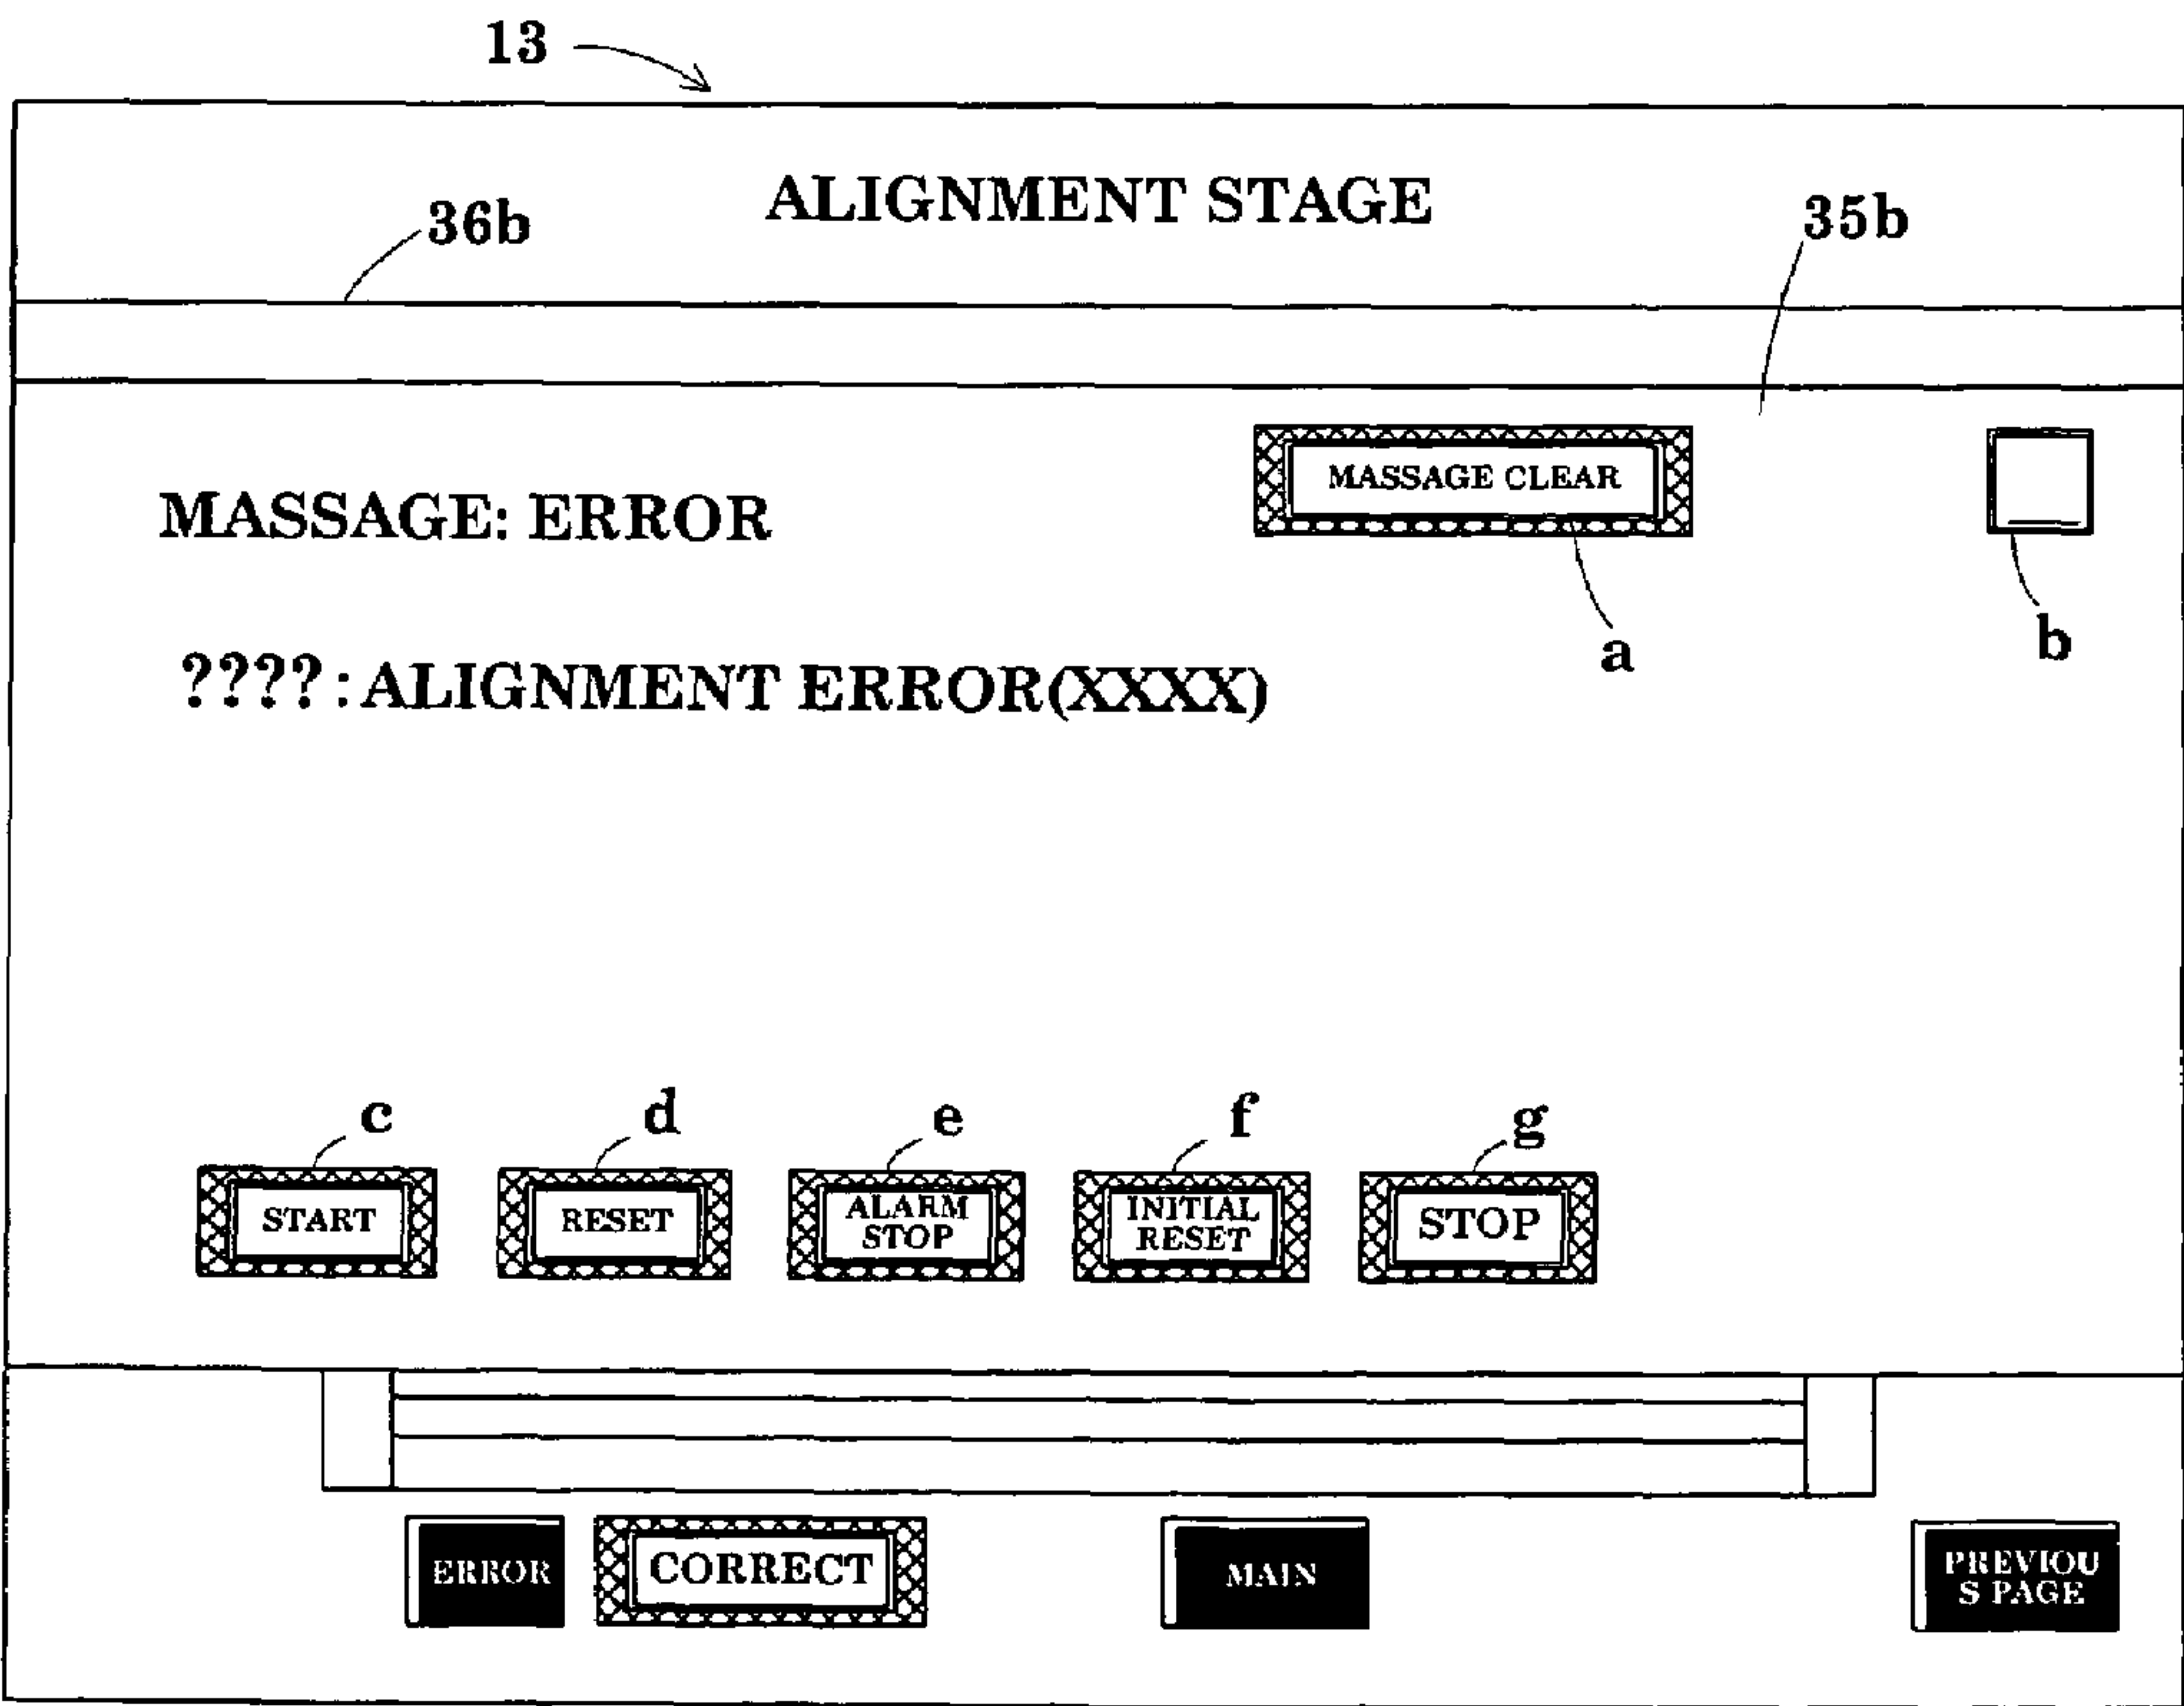 13
ALIGNMENT STAGE
36b
35b
MASSAGE CLEAR
MASSAGE: ERROR
a
b
????: ALIGNMENT ERROR(XXXX)
c
d
e
f
g
START
RESET
ALARM
STOP
INITIAL
RESET
STOP
ERROR
CORRECT
MAIN
PREVIOU
S PAGE